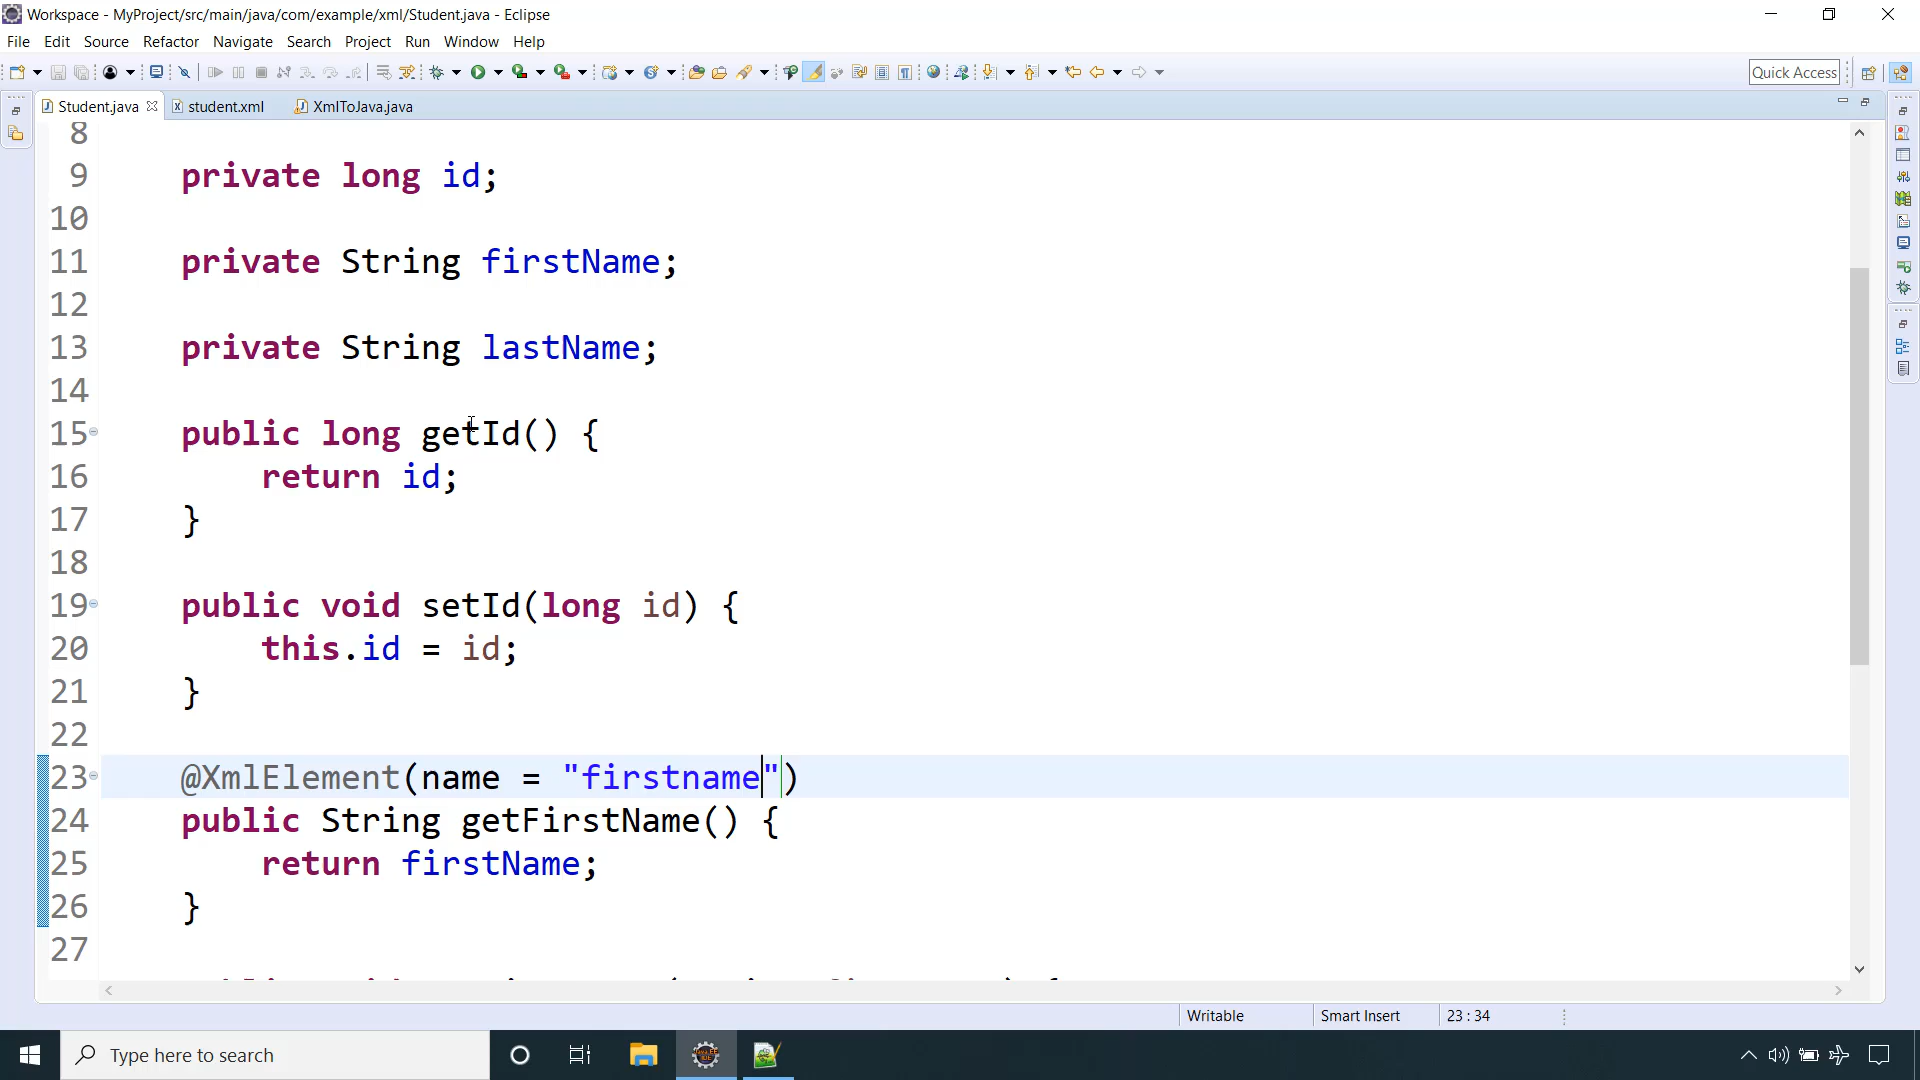 Workspace - MyProject/src/main/java/com/example/xml/Student.java - Eclipse
File Edit Source Refactor Navigate Search Project Run Window Help
Quick Access
Student.java student.xml XmlToJava.java
8
9 private long id;
10
11 private String firstName;
12
13 private String lastName;
14
15 public long getId() {
16 return id;
17 }
18
19 public void setId(long id) {
20 this.id = id;
21 }
22
23 @XmlElement(name = "firstname")
24 public String getFirstName() {
25 return firstName;
26 }
27
Writable Smart Insert 23 : 34
Type here to search